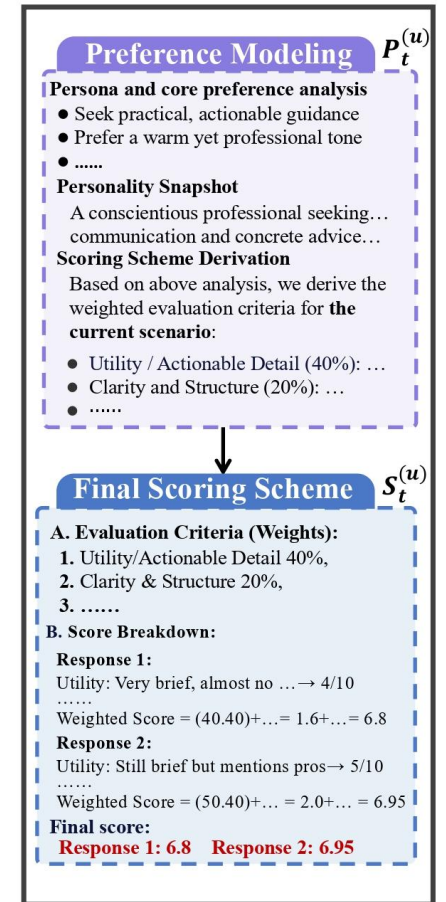 Preference Modeling P_t^(u)
Persona and core preference analysis
● Seek practical, actionable guidance
● Prefer a warm yet professional tone
● ......
Personality Snapshot
A conscientious professional seeking…
communication and concrete advice…
Scoring Scheme Derivation
Based on above analysis, we derive the
weighted evaluation criteria for the
current scenario:
● Utility / Actionable Detail (40%): …
● Clarity and Structure (20%): …
● ......
Final Scoring Scheme S_t^(u)
A. Evaluation Criteria (Weights):
1. Utility/Actionable Detail 40%,
2. Clarity & Structure 20%,
3. ......
B. Score Breakdown:
Response 1:
Utility: Very brief, almost no …→ 4/10
......
Weighted Score = (40.40)+…= 1.6+…= 6.8
Response 2:
Utility: Still brief but mentions pros→ 5/10
......
Weighted Score = (50.40)+… = 2.0+… = 6.95
Final score:
Response 1: 6.8 Response 2: 6.95